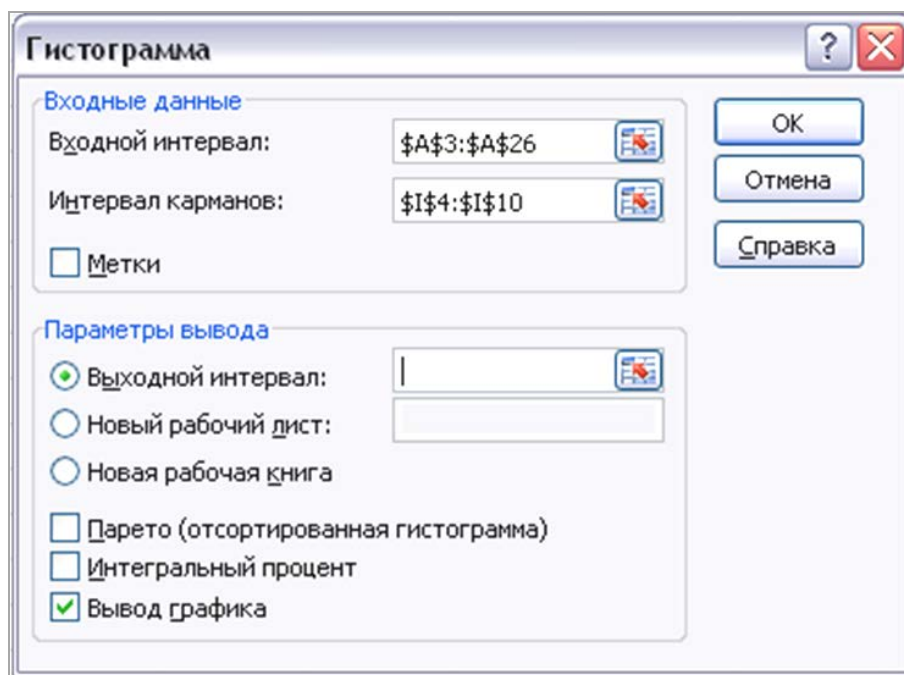 Гистограмма
Входные данные
Входной интервал: $A$3:$A$26
Интервал карманов: $I$4:$I$10
Метки
OK
Отмена
Справка
Параметры вывода
Выходной интервал:
Новый рабочий лист:
Новая рабочая книга
Парето (отсортированная гистограмма)
Интегральный процент
Вывод графика